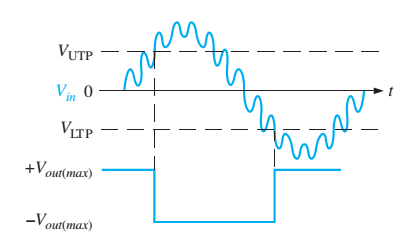 V_UTP
V_in 0
t
V_LTP
+V_out(max)
−V_out(max)